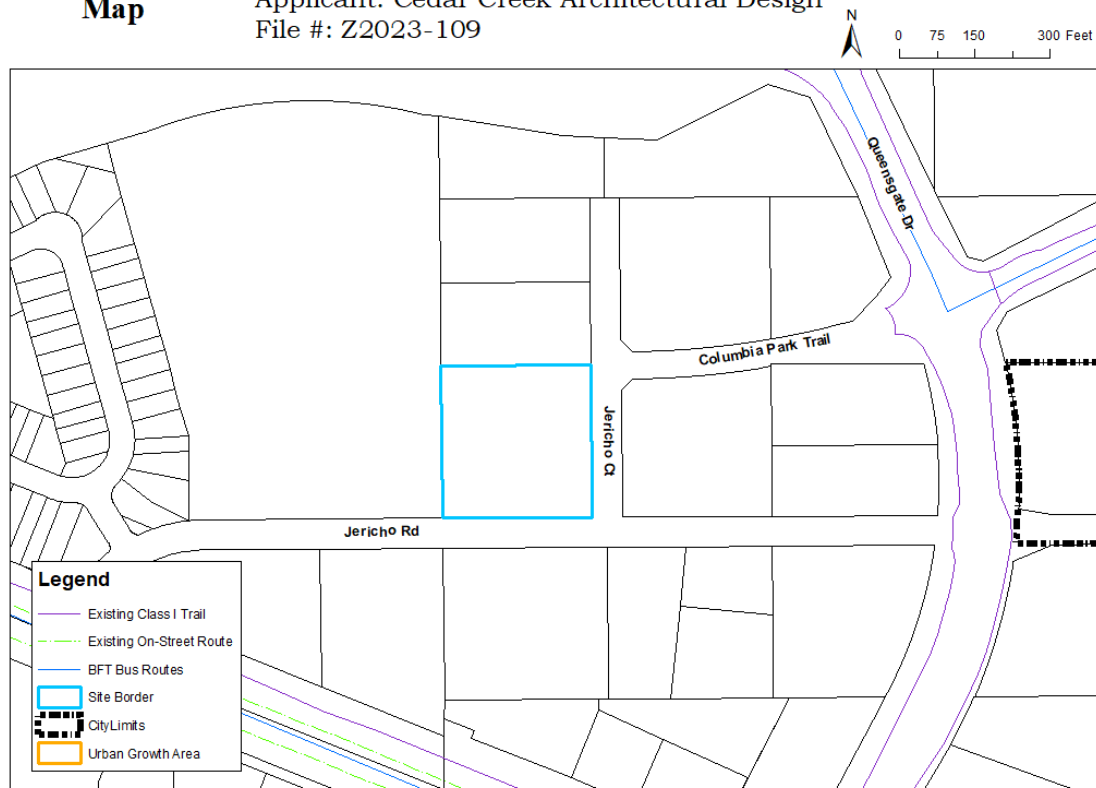 Map
Applicant: Cedar Creek Architectural Design
File #: Z2023-109
N
0 75 150 300 Feet
Queensgate Dr
Columbia Park Trail
Jericho Ct
Jericho Rd
Legend
Existing Class I Trail
Existing On-Street Route
BFT Bus Routes
Site Border
CityLimits
Urban Growth Area